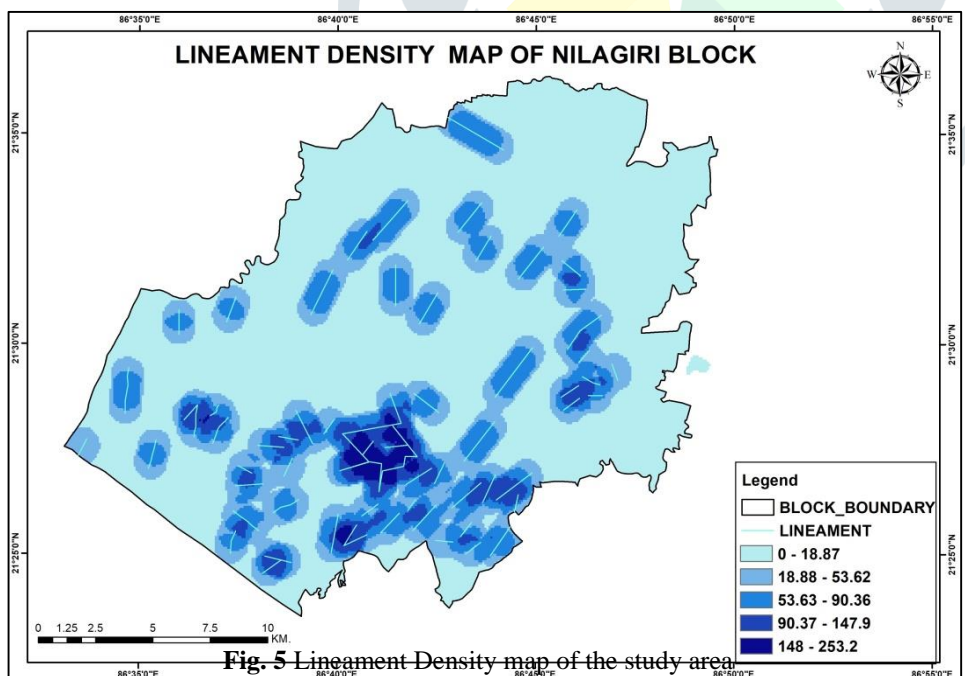 86°35'0"E 86°40'0"E 86°45'0"E 86°50'0"E 86°55'0"E
LINEAMENT DENSITY MAP OF NILAGIRI BLOCK
N
W E
S
21°35'0"N 21°35'0"N
21°30'0"N 21°30'0"N
21°25'0"N 21°25'0"N
Legend
BLOCK_BOUNDARY
LINEAMENT
0 - 18.87
18.88 - 53.62
53.63 - 90.36
90.37 - 147.9
148 - 253.2
0 1.25 2.5 5 7.5 10
KM.
Fig. 5 Lineament Density map of the study area
86°35'0"E 86°40'0"E 86°45'0"E 86°50'0"E 86°55'0"E